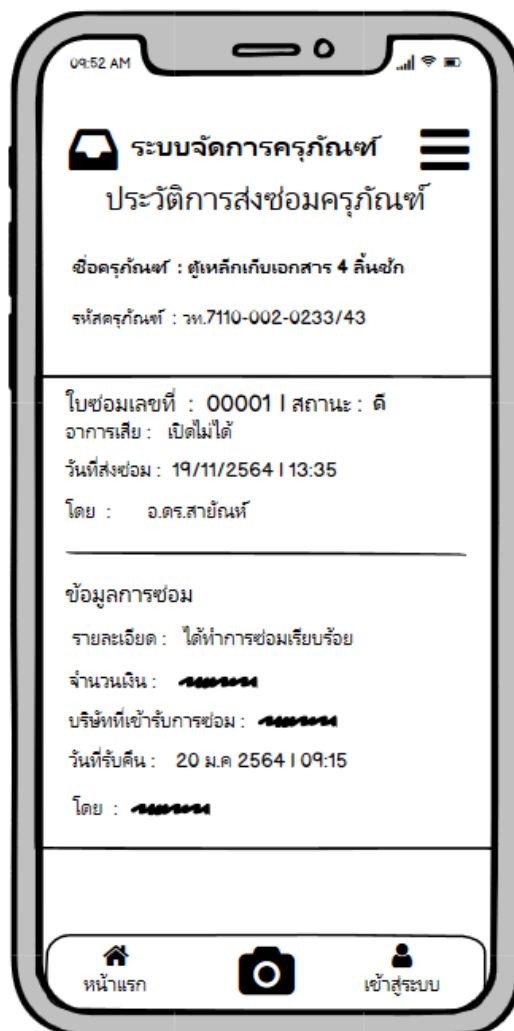 09:52 AM
ระบบจัดการครุภัณฑ์
ประวัติการส่งซ่อมครุภัณฑ์
ชื่อครุภัณฑ์ : ตู้เหล็กเก็บเอกสาร 4 ลิ้นชัก
รหัสครุภัณฑ์ : วท.7110-002-0233/43
ใบซ่อมเลขที่ : 00001 | สถานะ : ดี
อาการเสีย : เปิดไม่ได้
วันที่ส่งซ่อม : 19/11/2564 | 13:35
โดย : อ.ดร.สายัณห์
ข้อมูลการซ่อม
รายละเอียด : ได้ทำการซ่อมเรียบร้อย
จำนวนเงิน :
บริษัทที่เข้ารับการซ่อม :
วันที่รับคืน : 20 ม.ค 2564 | 09:15
โดย :
หน้าแรก
เข้าสู่ระบบ